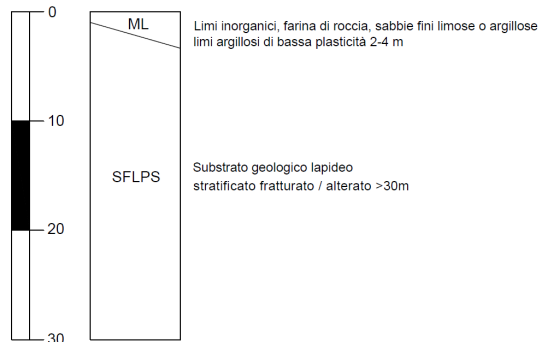 0
ML
Limi inorganici, farina di roccia, sabbie fini limose o argillose
limi argillosi di bassa plasticità 2-4 m
10
SFLPS
Substrato geologico lapideo
stratificato fratturato / alterato >30m
20
30